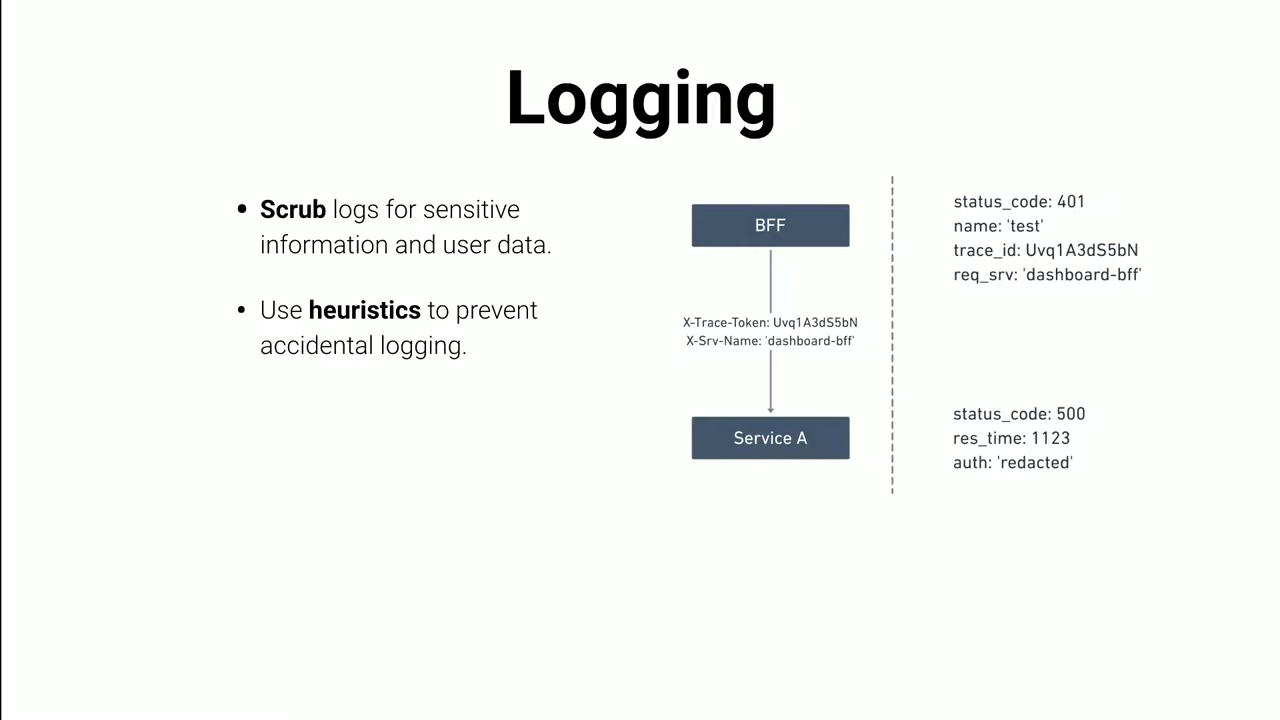 Logging
• Scrub logs for sensitive
information and user data.
• Use heuristics to prevent
accidental logging.
BFF
X-Trace-Token: Uvq1A3dS5bN
X-Srv-Name: 'dashboard-bff'
Service A
status_code: 401
name: 'test'
trace_id: Uvq1A3dS5bN
req_srv: 'dashboard-bff'
status_code: 500
res_time: 1123
auth: 'redacted'